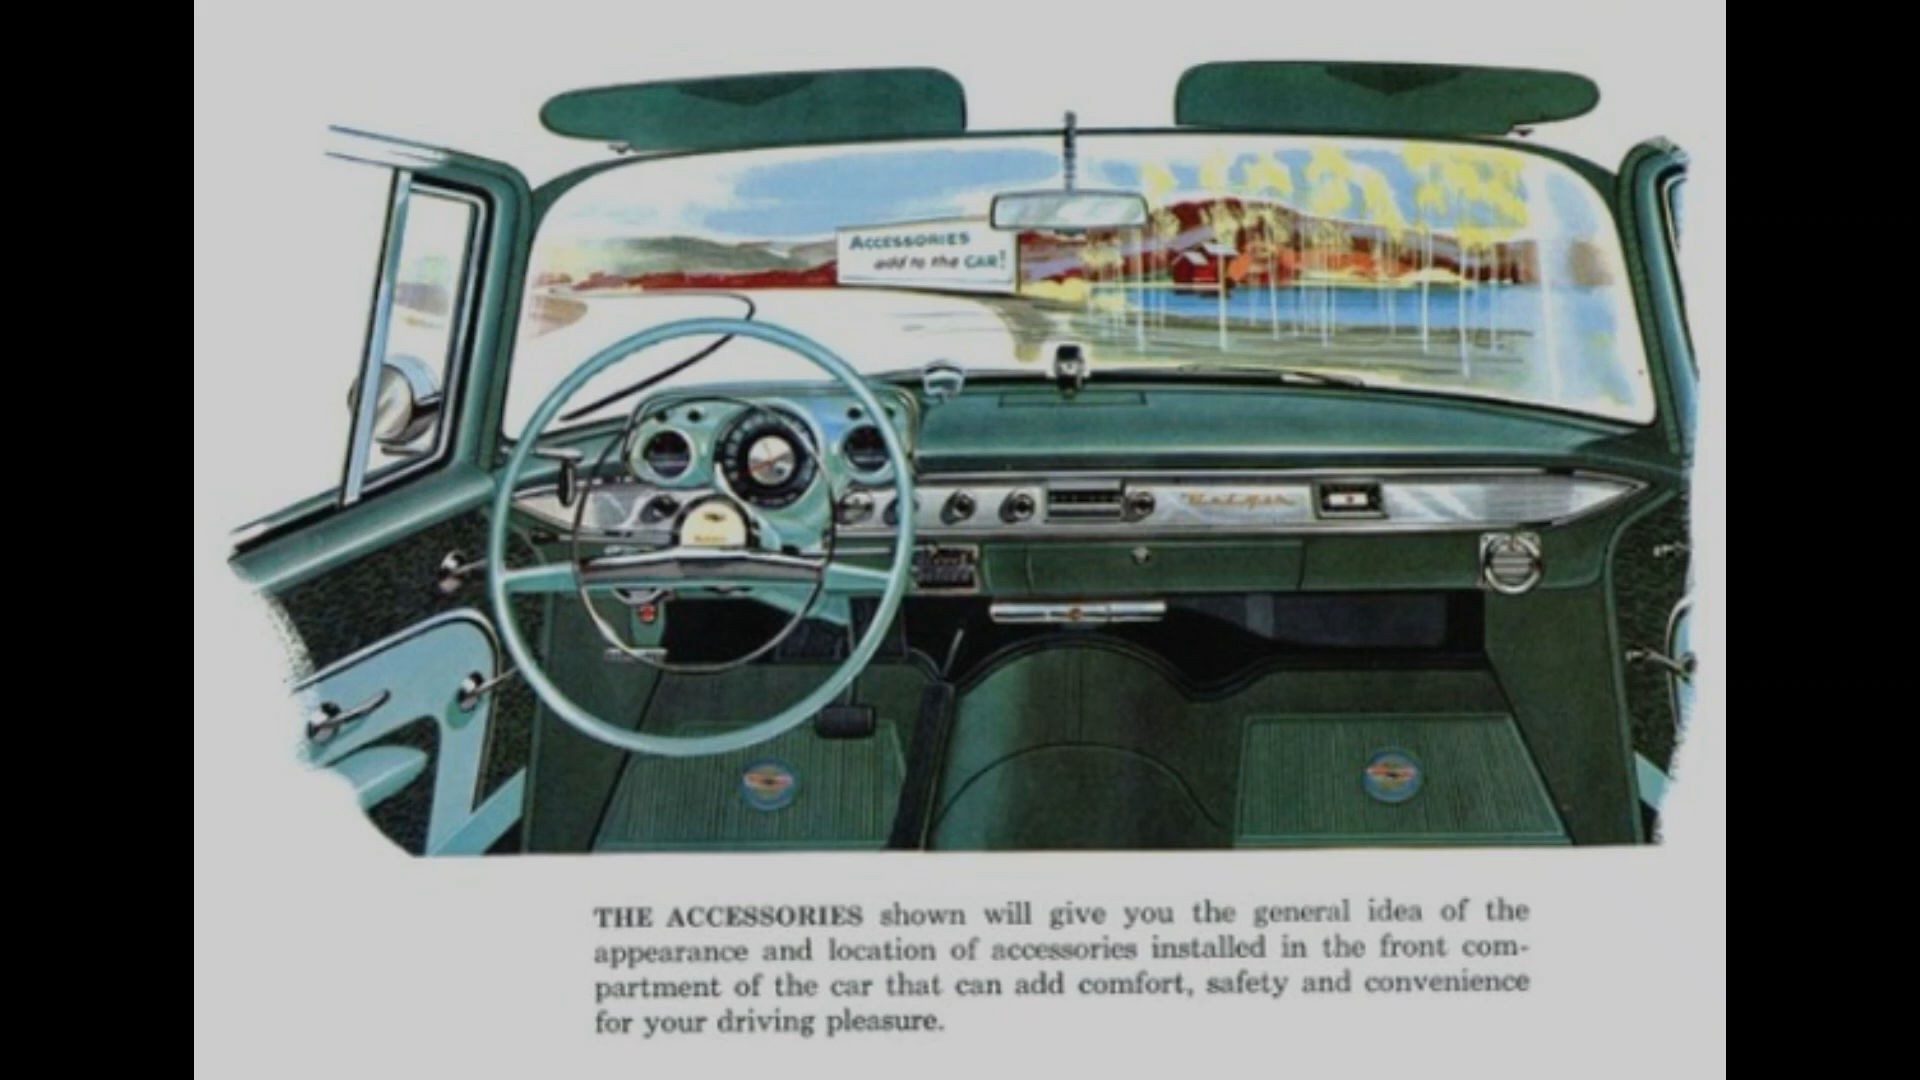 ACCESSORIES
add to the CAR!
Bel Air
THE ACCESSORIES shown will give you the general idea of the
appearance and location of accessories installed in the front com-
partment of the car that can add comfort, safety and convenience
for your driving pleasure.